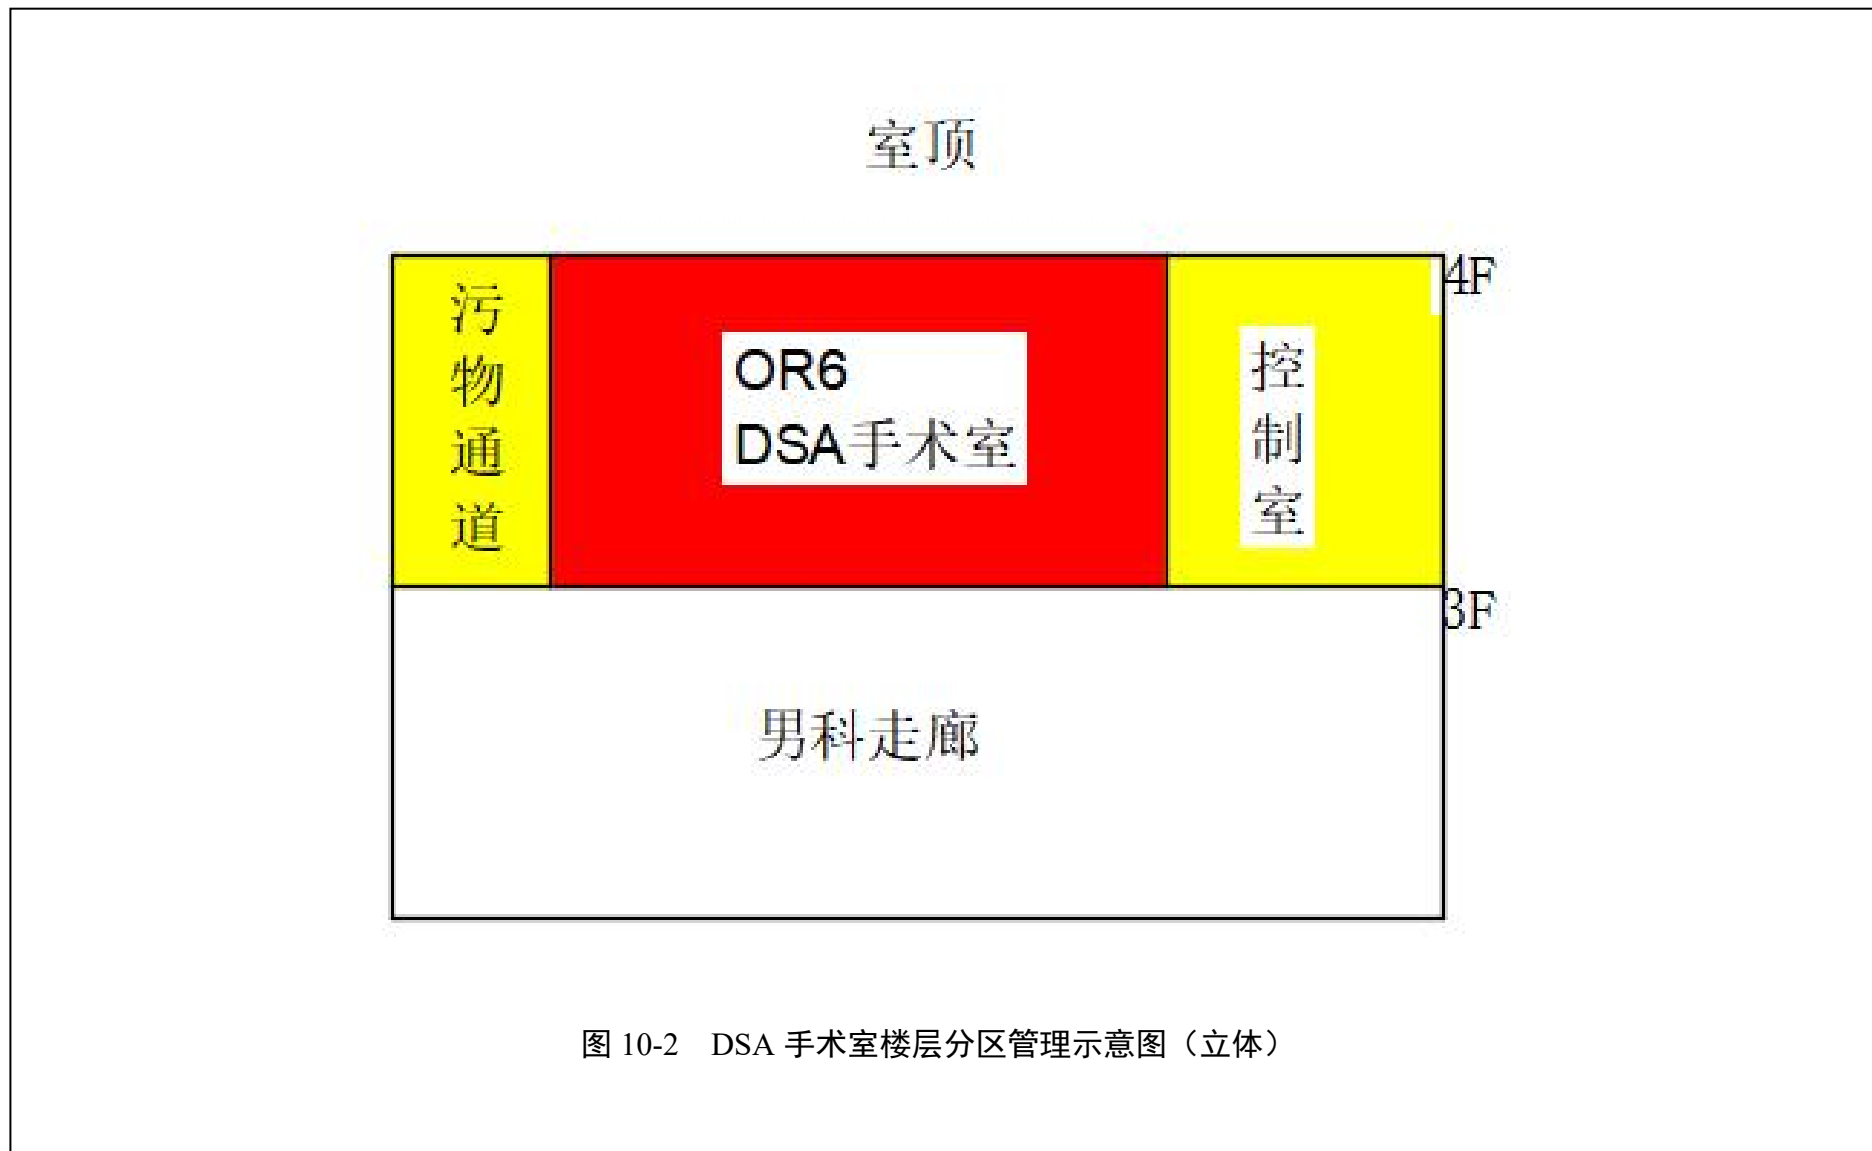 室顶
4F
污物通道
OR6
DSA手术室
控制室
3F
男科走廊
图 10-2 DSA 手术室楼层分区管理示意图（立体）